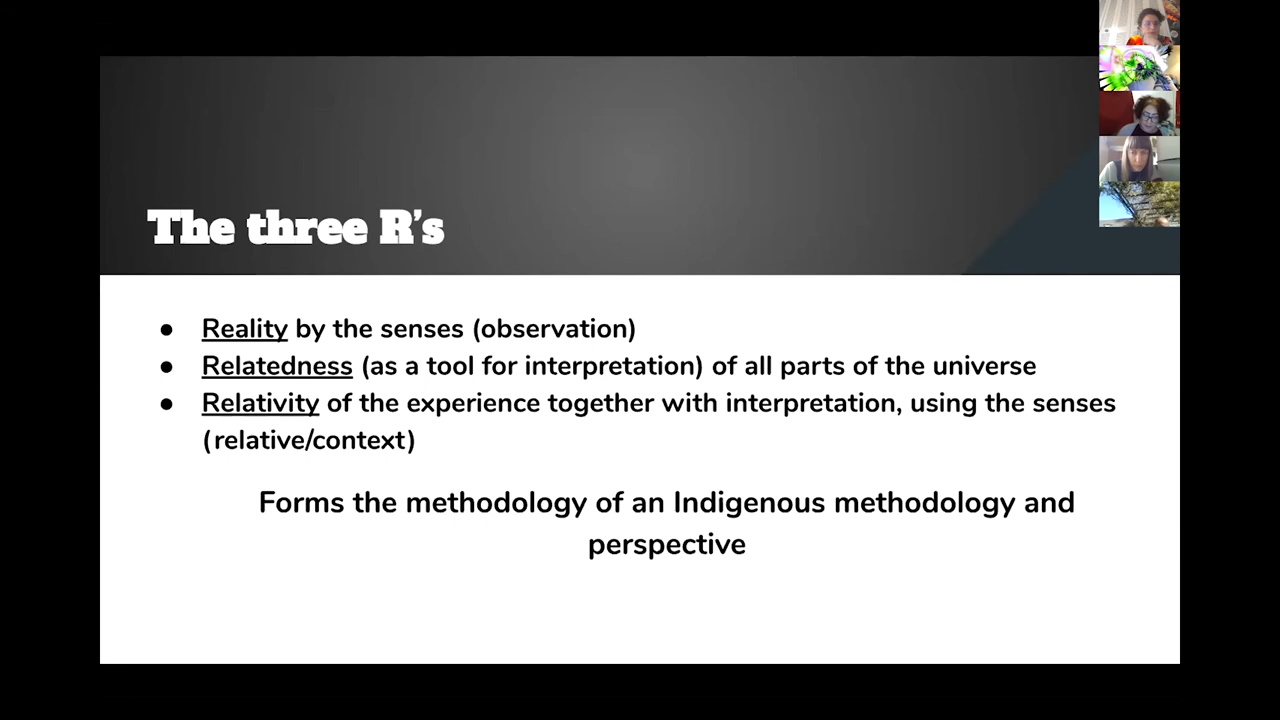 The three R’s
● Reality by the senses (observation)
● Relatedness (as a tool for interpretation) of all parts of the universe
● Relativity of the experience together with interpretation, using the senses
(relative/context)
Forms the methodology of an Indigenous methodology and
perspective